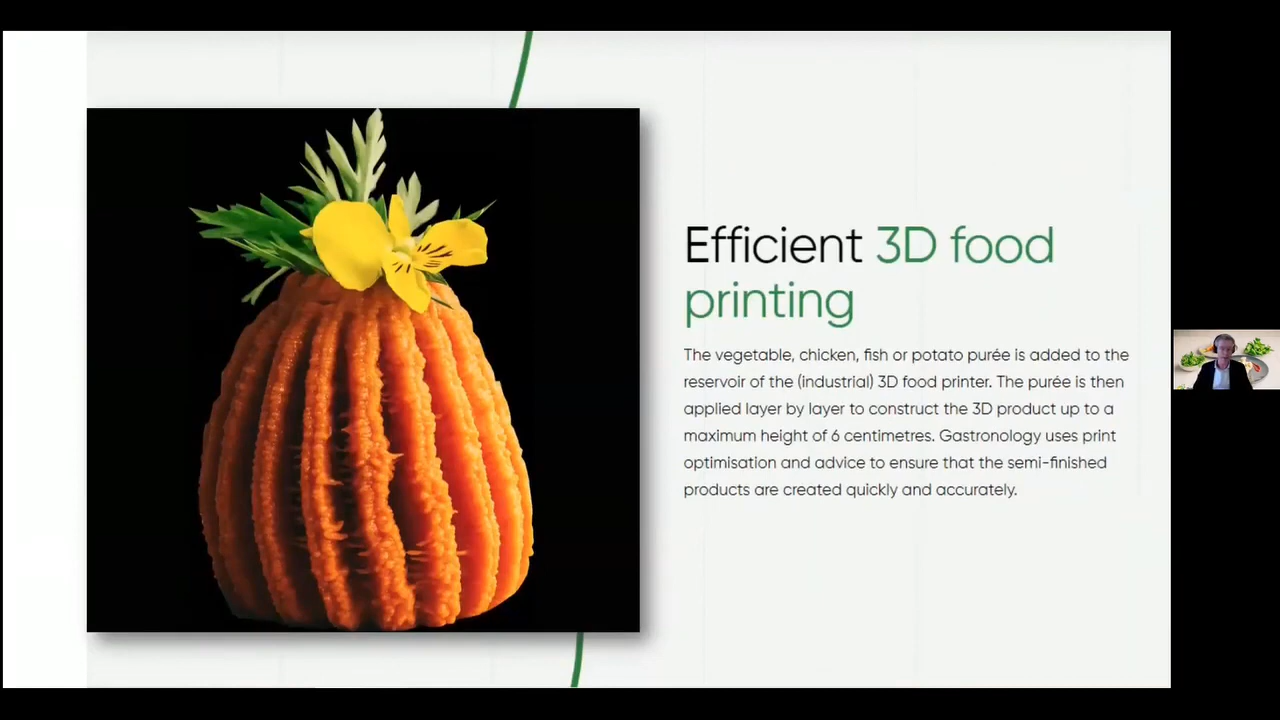 Efficient 3D food
printing
The vegetable, chicken, fish or potato purée is added to the
reservoir of the (industrial) 3D food printer. The purée is then
applied layer by layer to construct the 3D product up to a
maximum height of 6 centimetres. Gastronology uses print
optimisation and advice to ensure that the semi-finished
products are created quickly and accurately.